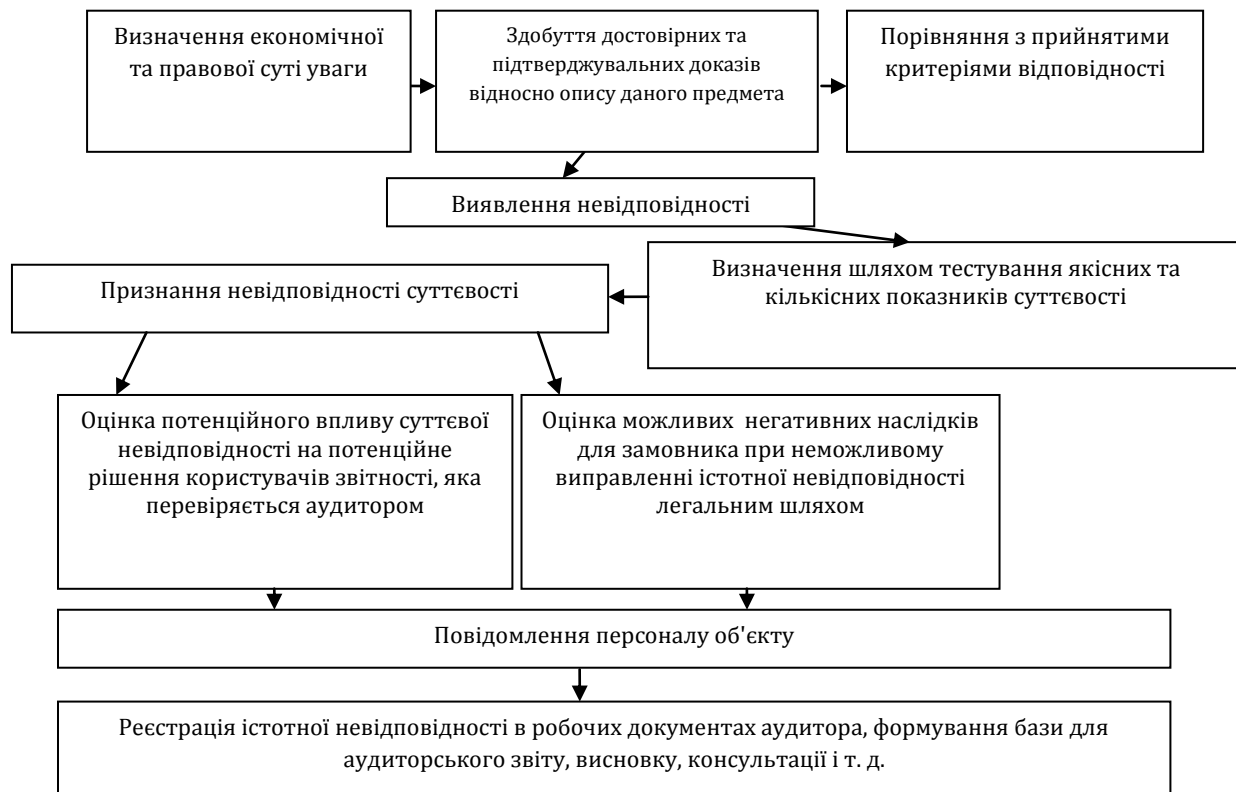 Визначення економічної
та правової суті уваги
Здобуття достовірних та
підтверджувальних доказів
відносно опису даного предмета
Порівняння з прийнятими
критеріями відповідності
Виявлення невідповідності
Визначення шляхом тестування якісних та
кількісних показників суттєвості
Признання невідповідності суттєвості
Оцінка потенційного впливу суттєвої
невідповідності на потенційне
рішення користувачів звітності, яка
перевіряється аудитором
Оцінка можливих негативних наслідків
для замовника при неможливому
виправленні істотної невідповідності
легальним шляхом
Повідомлення персоналу об'єкту
Реєстрація істотної невідповідності в робочих документах аудитора, формування бази для
аудиторського звіту, висновку, консультації і т. д.